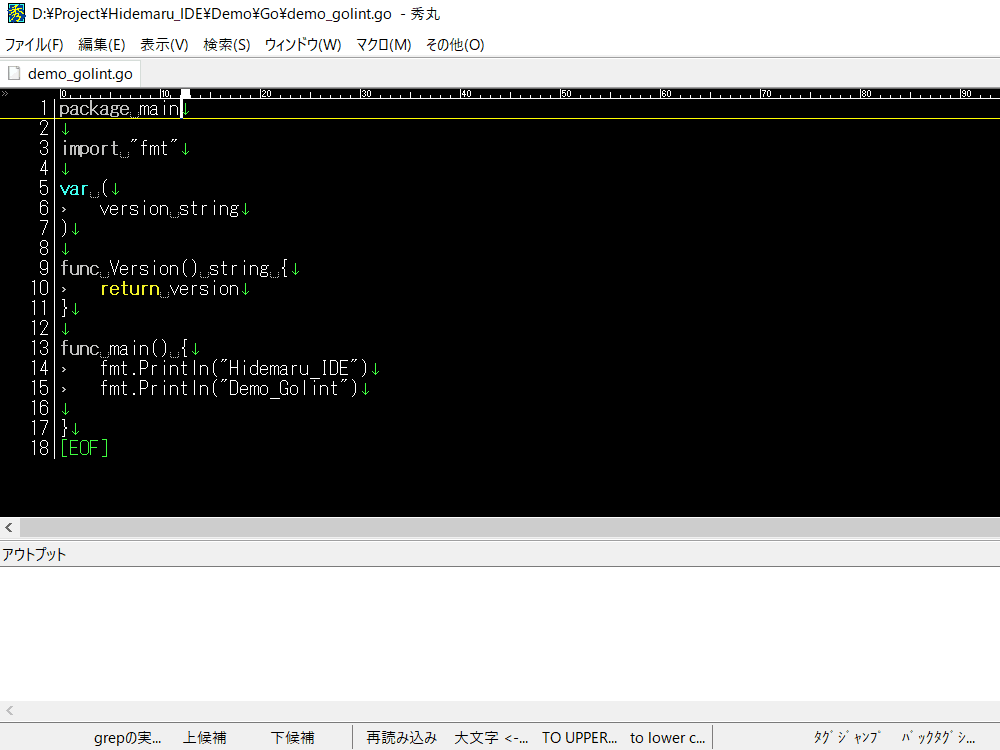 D:¥Project¥Hidemaru_IDE¥Demo¥Go¥demo_golint.go - 秀丸
ファイル(F) 編集(E) 表示(V) 検索(S) ウィンドウ(W) マクロ(M) その他(O)
demo_golint.go
0 10 20 30 40 50 60 70 80 90
1 package main↓
2 ↓
3 import "fmt"↓
4 ↓
5 var (↓
6 version string↓
7 )↓
8 ↓
9 func Version() string {↓
10 return version↓
11 }↓
12 ↓
13 func main() {↓
14 fmt.Println("Hidemaru_IDE")↓
15 fmt.Println("Demo_Golint")↓
16 ↓
17 }↓
18 [EOF]
アウトプット
grepの実... 上候補 下候補 再読み込み 大文字 <-... TO UPPER... to lower c... ﾀｸﾞｼﾞｬﾝﾌﾟ ﾊﾞｯｸﾀｸﾞｼ...